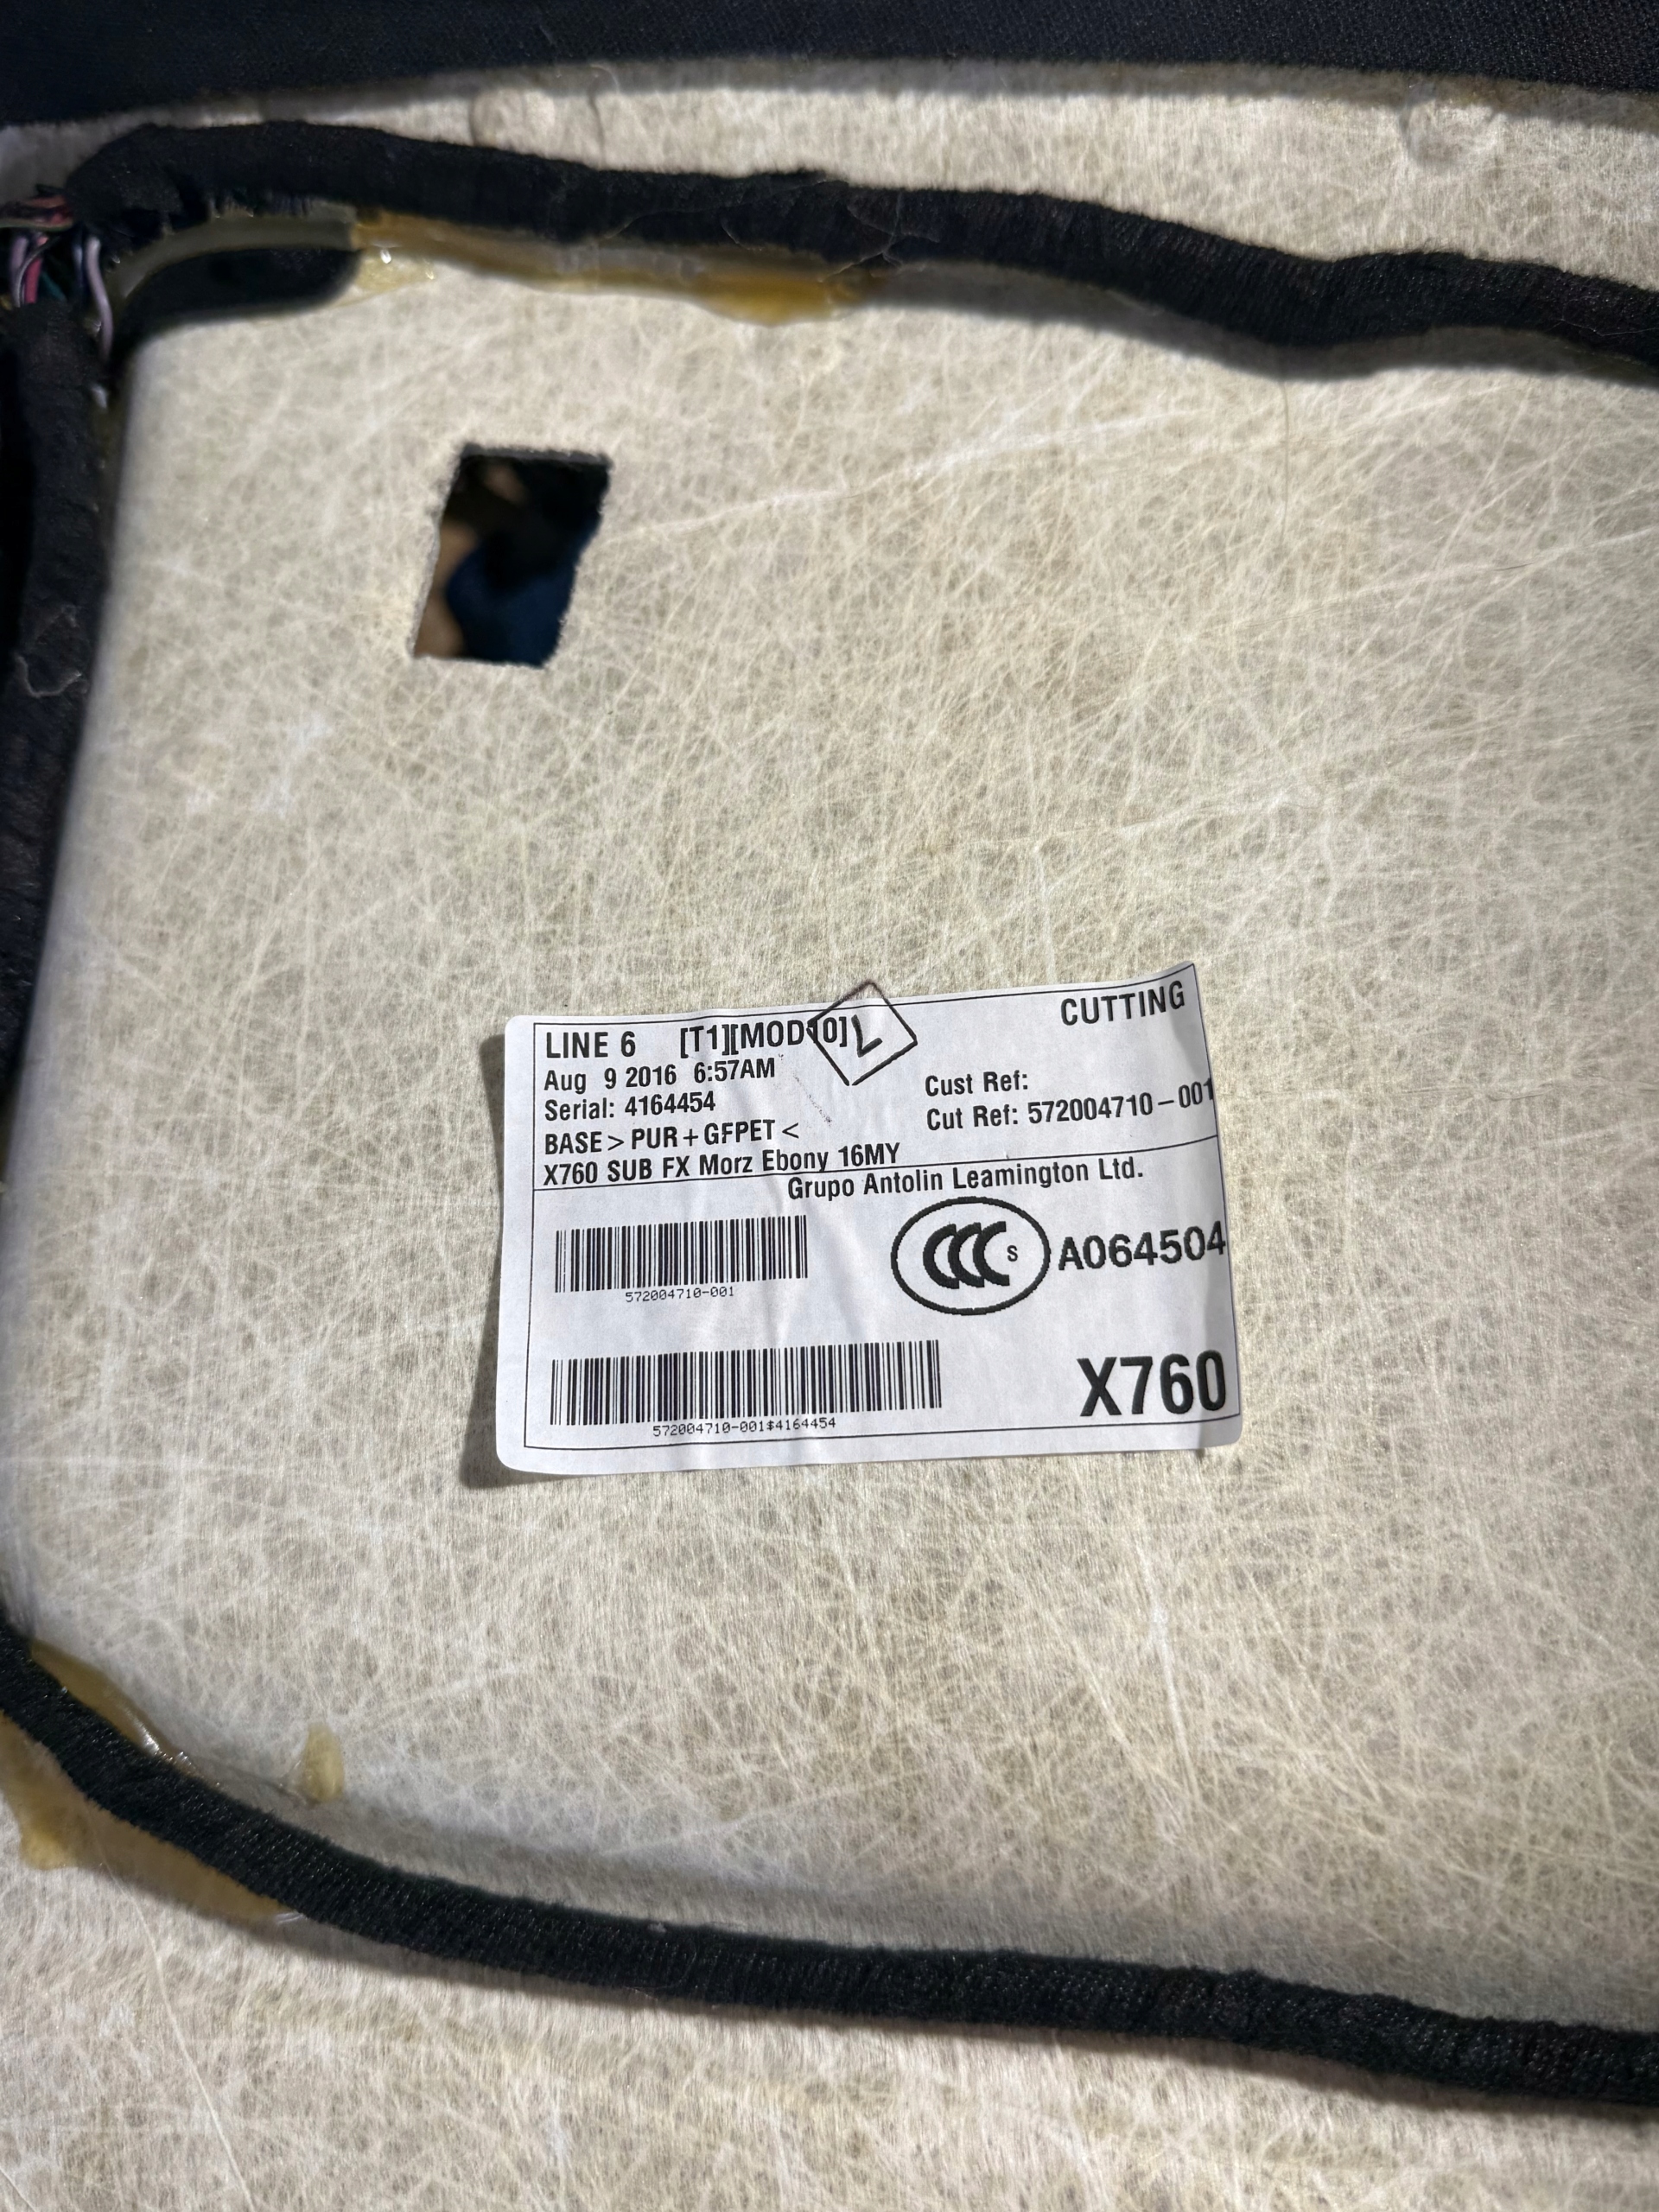 LINE 6 [T1][MOD10] L CUTTING
Aug 9 2016 6:57AM
Serial: 4164454
Cust Ref:
Cut Ref: 572004710-001
BASE > PUR + GFPET <
X760 SUB FX Morz Ebony 16MY
Grupo Antolin Leamington Ltd.
CCC S A064504
572004710-001
X760
572004710-001$4164454